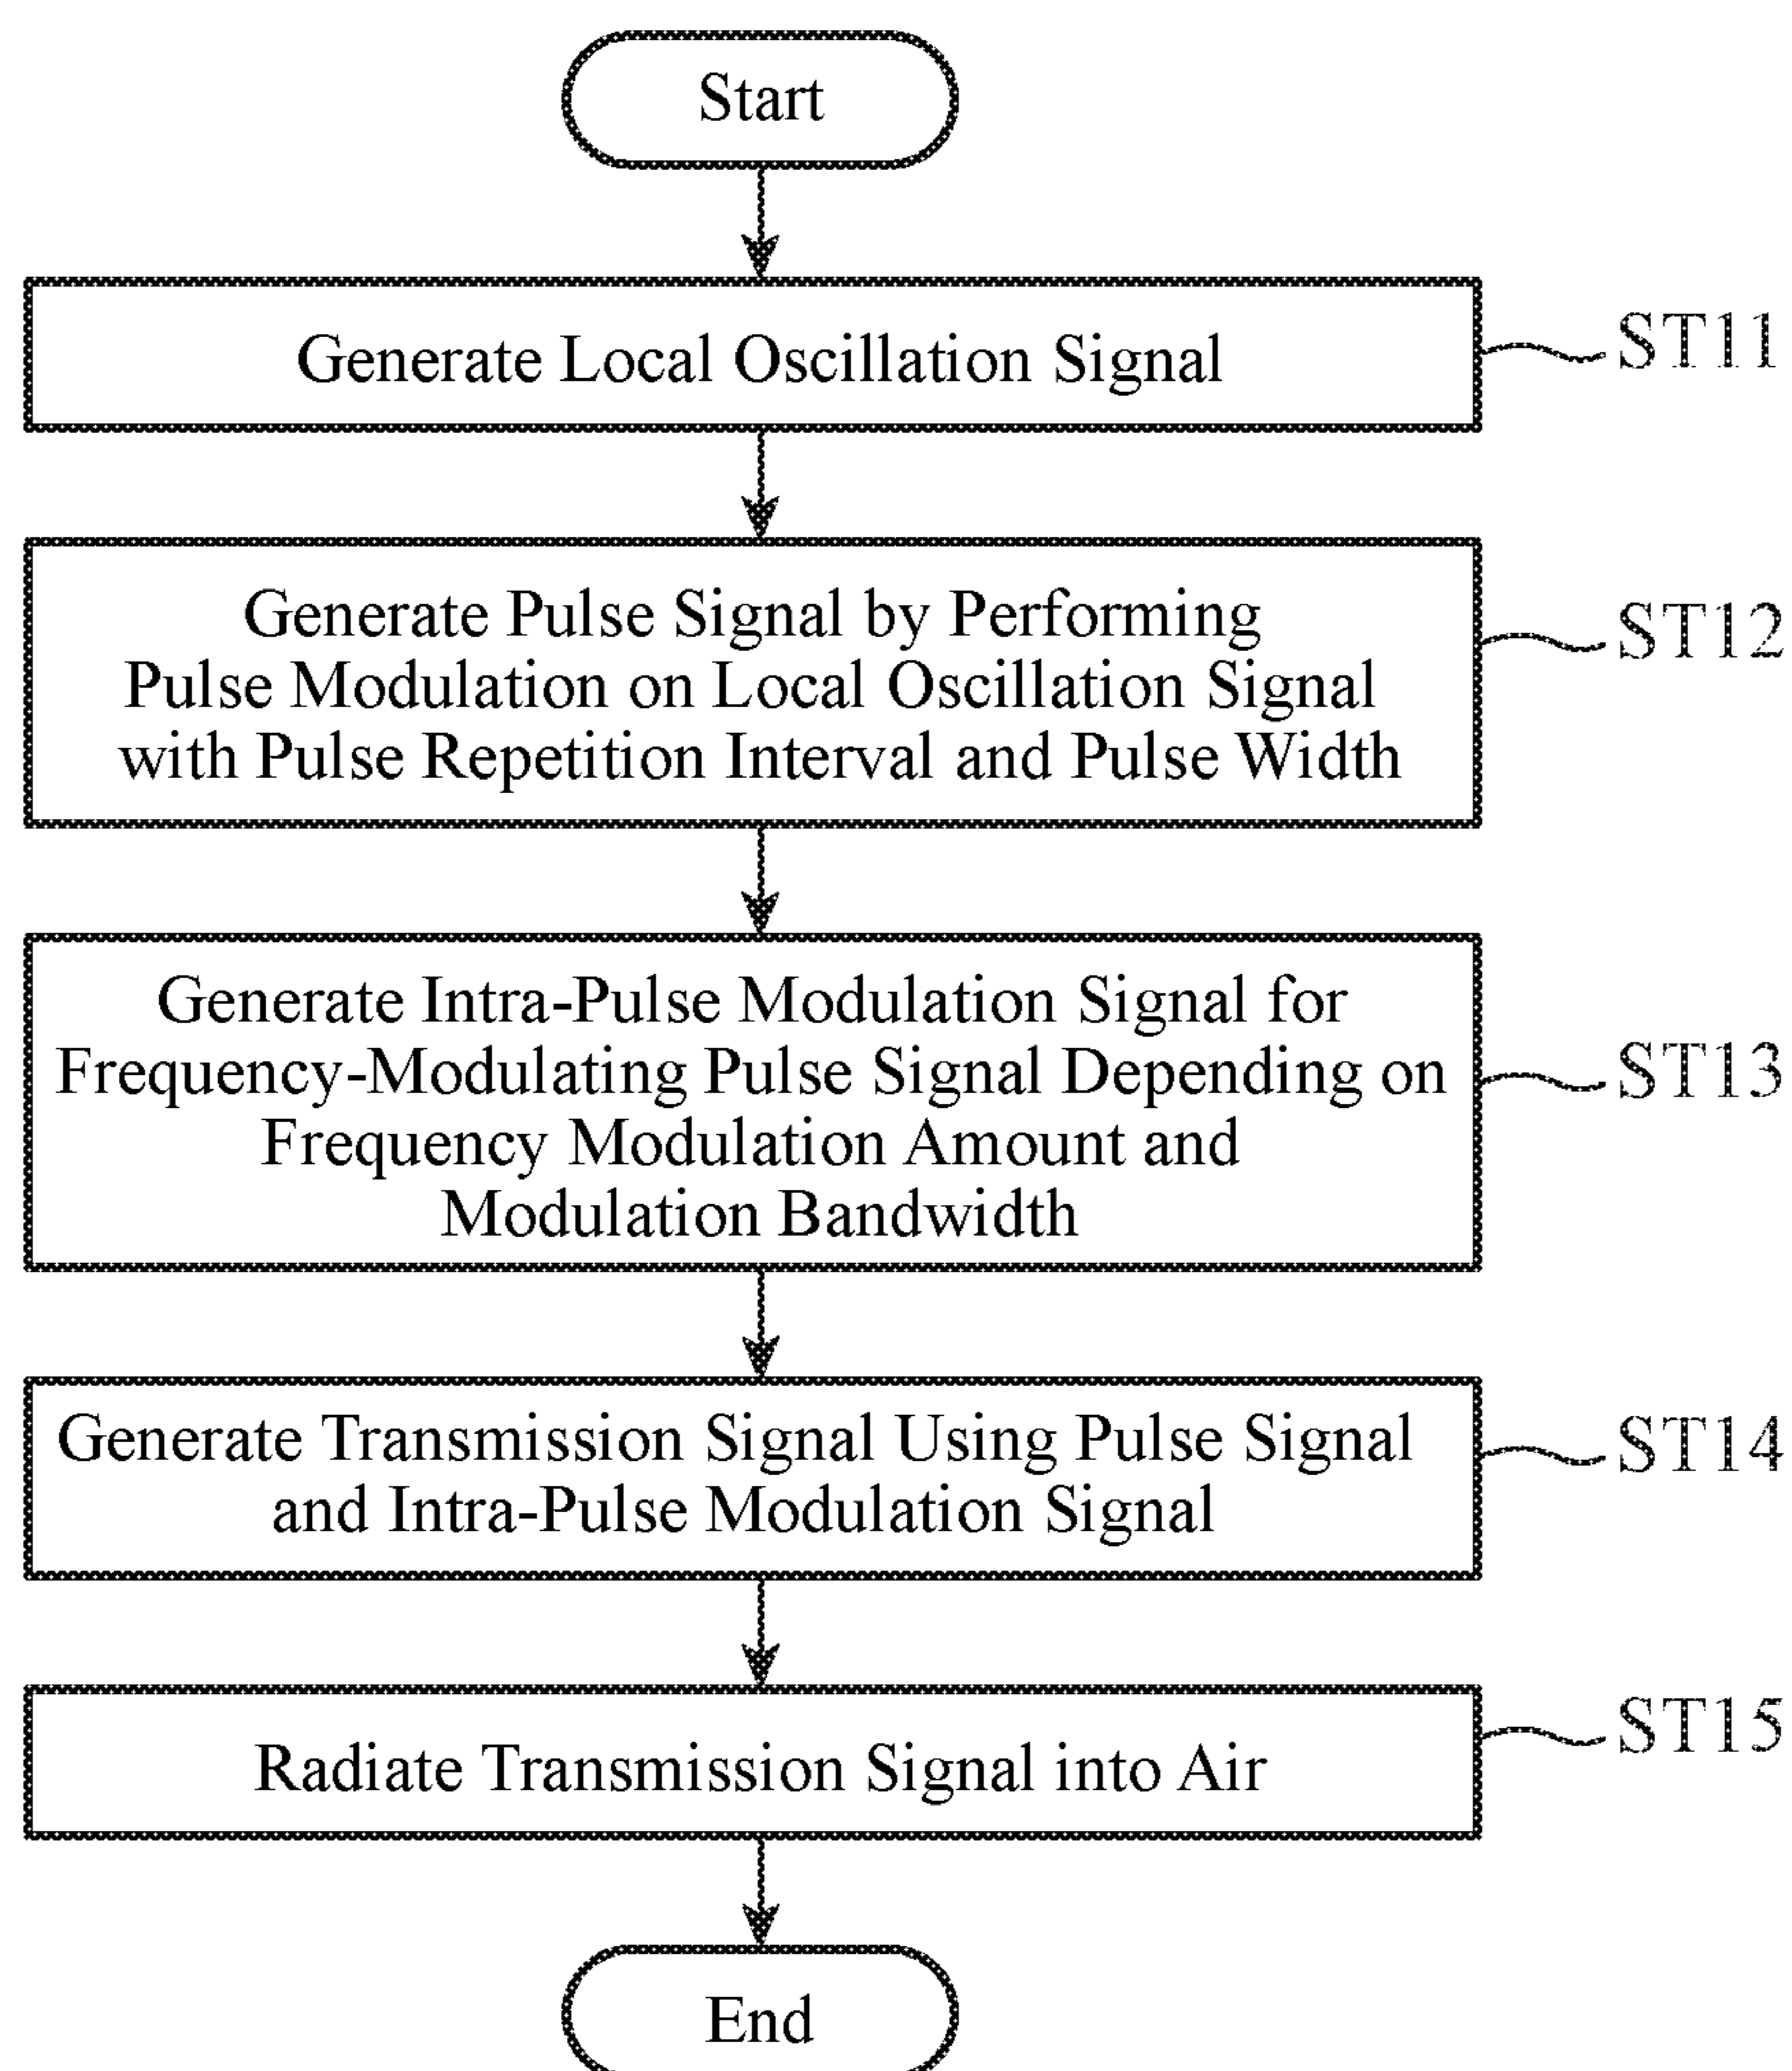 Start
Generate Local Oscillation Signal
ST11
Generate Pulse Signal by Performing
Pulse Modulation on Local Oscillation Signal
with Pulse Repetition Interval and Pulse Width
ST12
Generate Intra-Pulse Modulation Signal for
Frequency-Modulating Pulse Signal Depending on
Frequency Modulation Amount and
Modulation Bandwidth
ST13
Generate Transmission Signal Using Pulse Signal
and Intra-Pulse Modulation Signal
ST14
Radiate Transmission Signal into Air
ST15
End